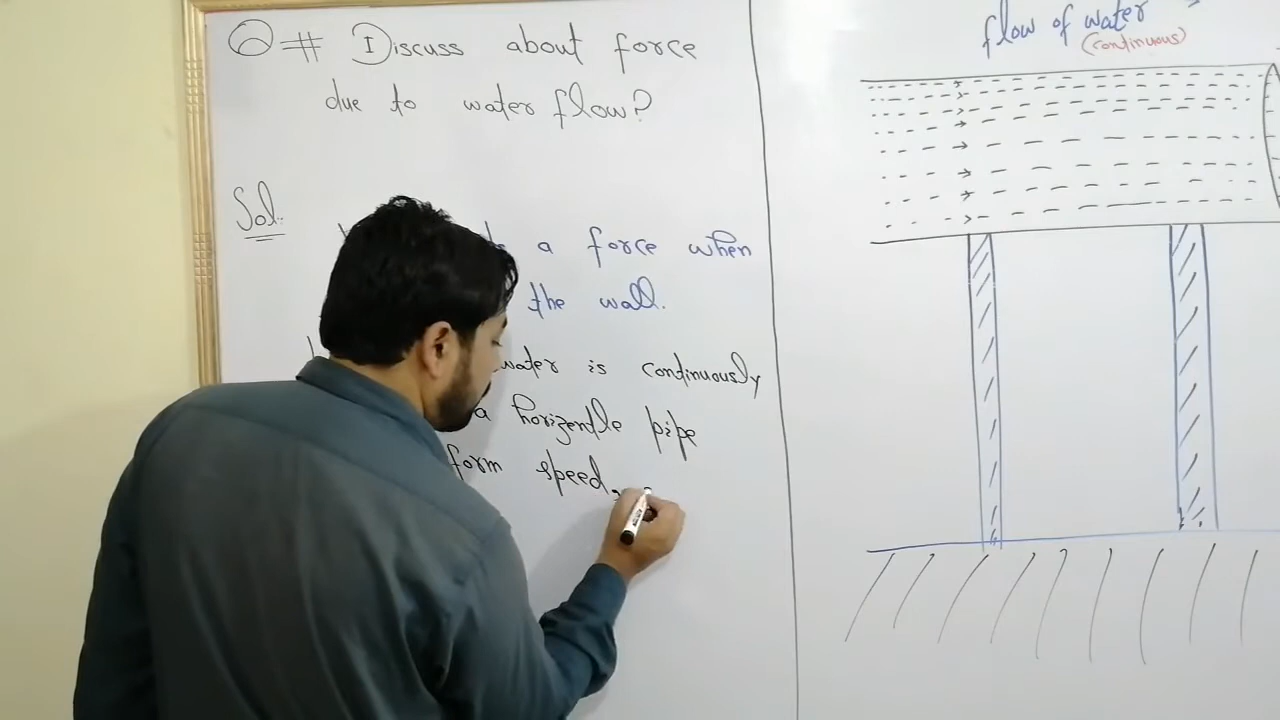 Q # Discuss about force
due to water flow?
Sol..
a force when
the wall.
water is continuously
a horizentle pipe
form speed,
flow of water
(continuous)